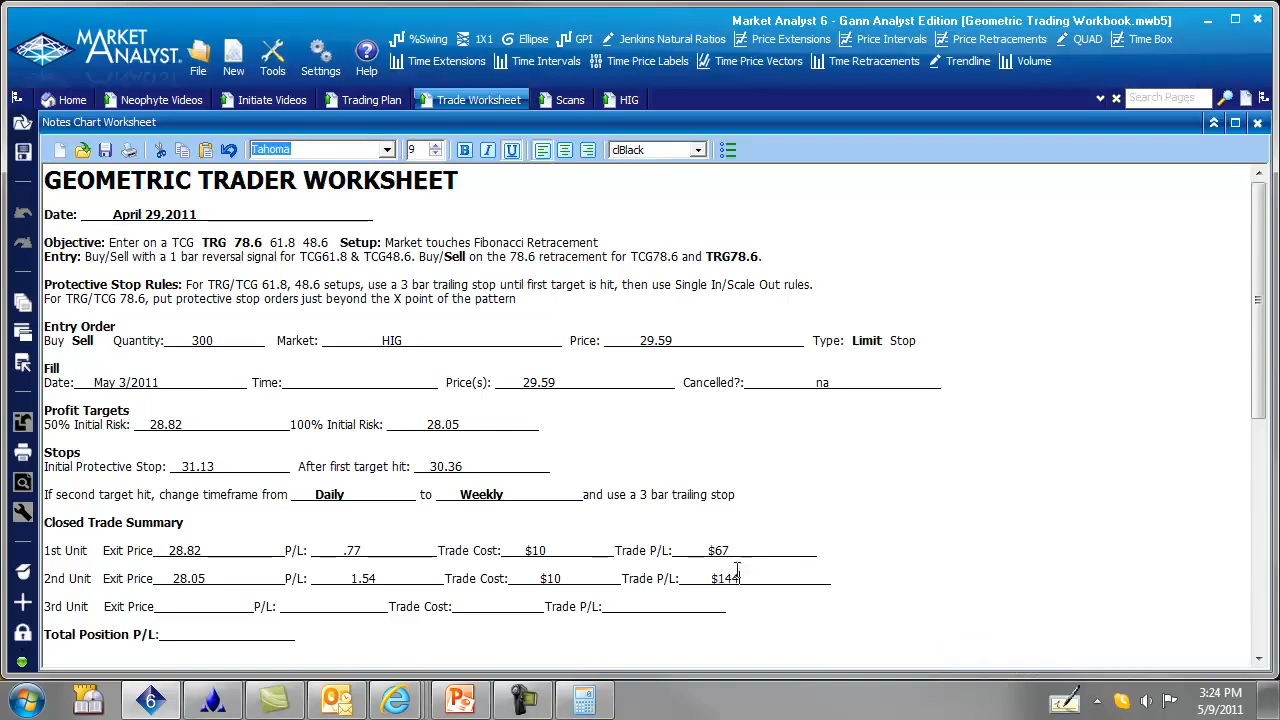 Market Analyst 6 - Gann Analyst Edition [Geometric Trading Workbook.mwb5]
MARKET ANALYST
File New Tools Settings Help
%Swing 1X1 Ellipse GPI Jenkins Natural Ratios Price Extensions Price Intervals Price Retracements QUAD Time Box
Time Extensions Time Intervals Time Price Labels Time Price Vectors Tme Retracements Trendline Volume
Home Neophyte Videos Initiate Videos Trading Plan Trade Worksheet Scans HIG Search Pages
Notes Chart Worksheet
Tahoma 9 B I U clBlack
GEOMETRIC TRADER WORKSHEET
Date: April 29,2011
Objective: Enter on a TCG TRG 78.6 61.8 48.6 Setup: Market touches Fibonacci Retracement
Entry: Buy/Sell with a 1 bar reversal signal for TCG61.8 & TCG48.6. Buy/Sell on the 78.6 retracement for TCG78.6 and TRG78.6.
Protective Stop Rules: For TRG/TCG 61.8, 48.6 setups, use a 3 bar trailing stop until first target is hit, then use Single In/Scale Out rules.
For TRG/TCG 78.6, put protective stop orders just beyond the X point of the pattern
Entry Order
Buy Sell Quantity: 300 Market: HIG Price: 29.59 Type: Limit Stop
Fill
Date: May 3/2011 Time: Price(s): 29.59 Cancelled?: na
Profit Targets
50% Initial Risk: 28.82 100% Initial Risk: 28.05
Stops
Initial Protective Stop: 31.13 After first target hit: 30.36
If second target hit, change timeframe from Daily to Weekly and use a 3 bar trailing stop
Closed Trade Summary
1st Unit Exit Price 28.82 P/L: .77 Trade Cost: $10 Trade P/L: $67
2nd Unit Exit Price 28.05 P/L: 1.54 Trade Cost: $10 Trade P/L: $144
3rd Unit Exit Price P/L: Trade Cost: Trade P/L:
Total Position P/L:
6
3:24 PM
5/9/2011